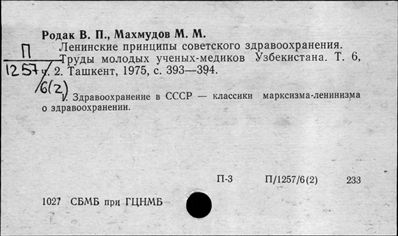 Родак В. П., Махмудов М. М.
П
1257
6(2)
Ленинские принципы советского здравоохранения.
Труды молодых ученых-медиков Узбекистана. Т. 6,
ч. 2. Ташкент, 1975, с. 393—394.
1. Здравоохранение в СССР — классики марксизма-ленинизма
о здравоохранении.
П-3 П/1257/6(2) 233
1027 СБМБ при ГЦНМБ